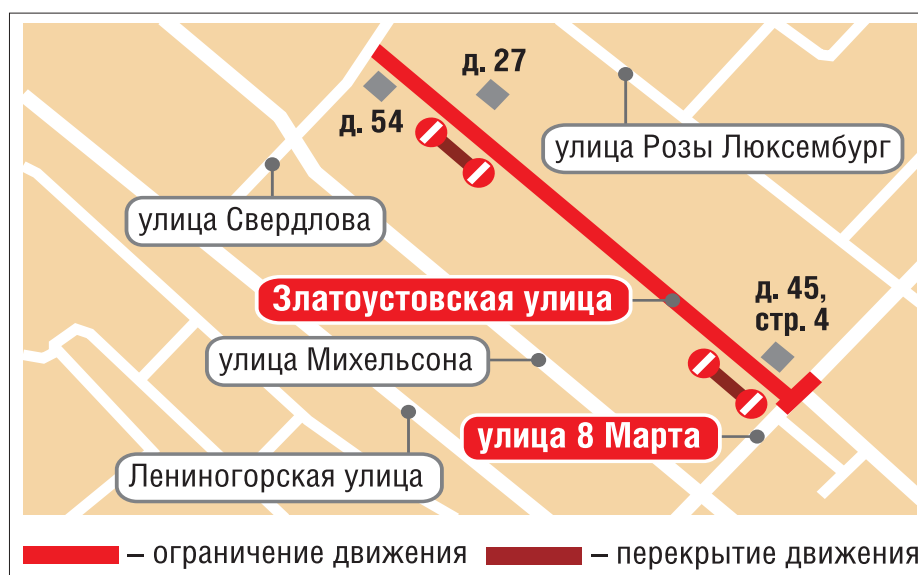 д. 27
д. 54
улица Розы Люксембург
улица Свердлова
Златоустовская улица
д. 45,
стр. 4
улица Михельсона
улица 8 Марта
Лениногорская улица
– ограничение движения
– перекрытие движения